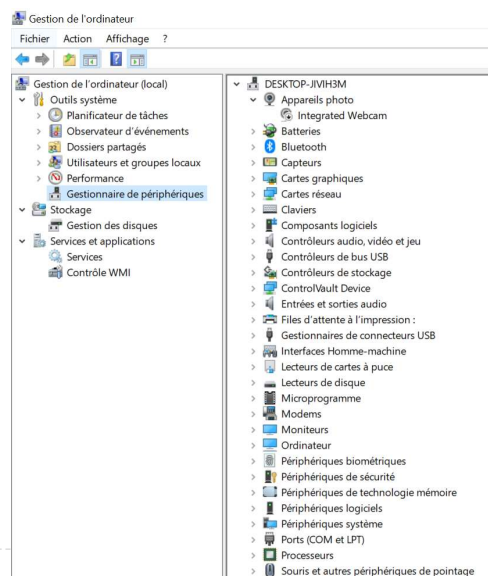 Gestion de l'ordinateur
Fichier Action Affichage ?
Gestion de l'ordinateur (local)
Outils système
Planificateur de tâches
Observateur d'événements
Dossiers partagés
Utilisateurs et groupes locaux
Performance
Gestionnaire de périphériques
Stockage
Gestion des disques
Services et applications
Services
Contrôle WMI
DESKTOP-JIVIH3M
Appareils photo
Integrated Webcam
Batteries
Bluetooth
Capteurs
Cartes graphiques
Cartes réseau
Claviers
Composants logiciels
Contrôleurs audio, vidéo et jeu
Contrôleurs de bus USB
Contrôleurs de stockage
ControlVault Device
Entrées et sorties audio
Files d'attente à l'impression :
Gestionnaires de connecteurs USB
Interfaces Homme-machine
Lecteurs de cartes à puce
Lecteurs de disque
Microprogramme
Modems
Moniteurs
Ordinateur
Périphériques biométriques
Périphériques de sécurité
Périphériques de technologie mémoire
Périphériques logiciels
Périphériques système
Ports (COM et LPT)
Processeurs
Souris et autres périphériques de pointage